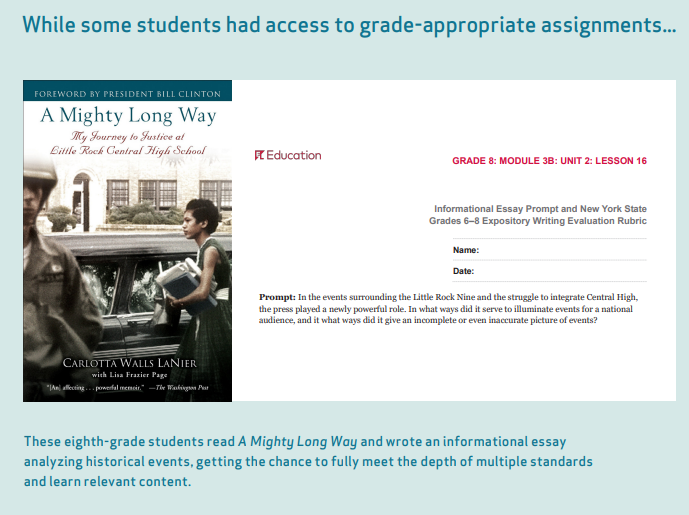 While some students had access to grade-appropriate assignments...
FOREWORD BY PRESIDENT BILL CLINTON
A Mighty Long Way
My Journey to Justice at
Little Rock Central High School
CARLOTTA WALLS LANIER
with Lisa Frazier Page
"[An] affecting . . . powerful memoir." —The Washington Post
EL Education
GRADE 8: MODULE 3B: UNIT 2: LESSON 16
Informational Essay Prompt and New York State
Grades 6–8 Expository Writing Evaluation Rubric
Name:
Date:
Prompt: In the events surrounding the Little Rock Nine and the struggle to integrate Central High,
the press played a newly powerful role. In what ways did it serve to illuminate events for a national
audience, and it what ways did it give an incomplete or even inaccurate picture of events?
These eighth-grade students read A Mighty Long Way and wrote an informational essay
analyzing historical events, getting the chance to fully meet the depth of multiple standards
and learn relevant content.